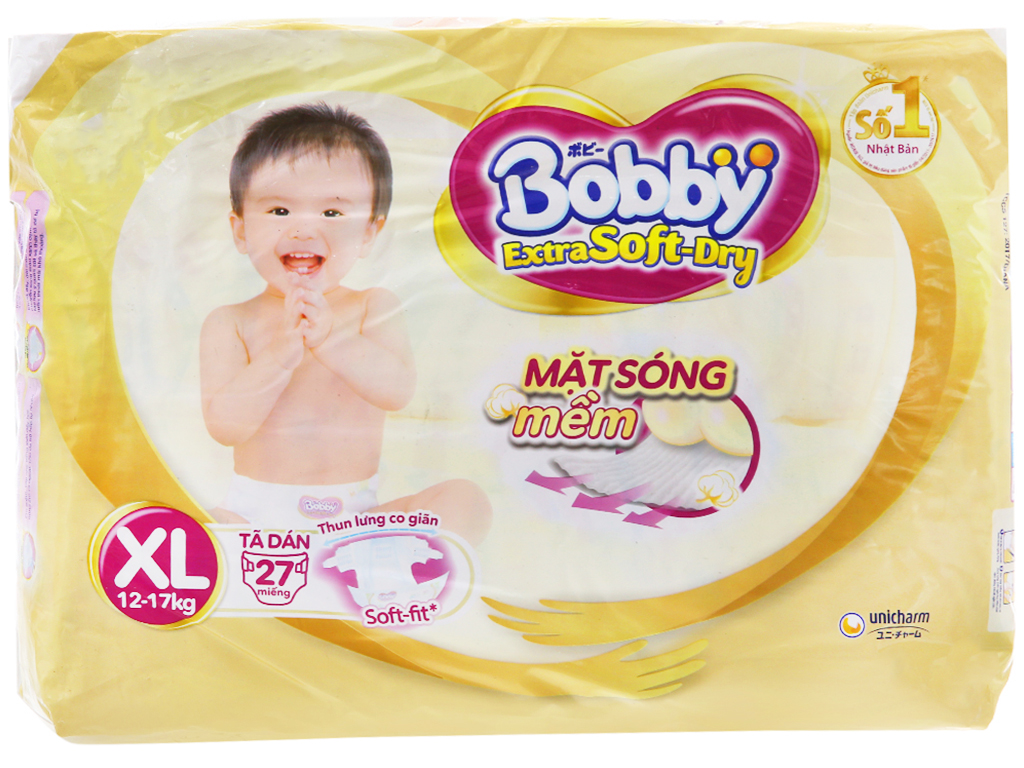 Số 1
Nhật Bản
ボビー
Bobby
Extra Soft-Dry
MẶT SÓNG
mềm
Bobby
XL
12-17kg
TÃ DÁN
27
miếng
Thun lưng co giãn
Soft-fit*
unicharm
ユニ・チャーム